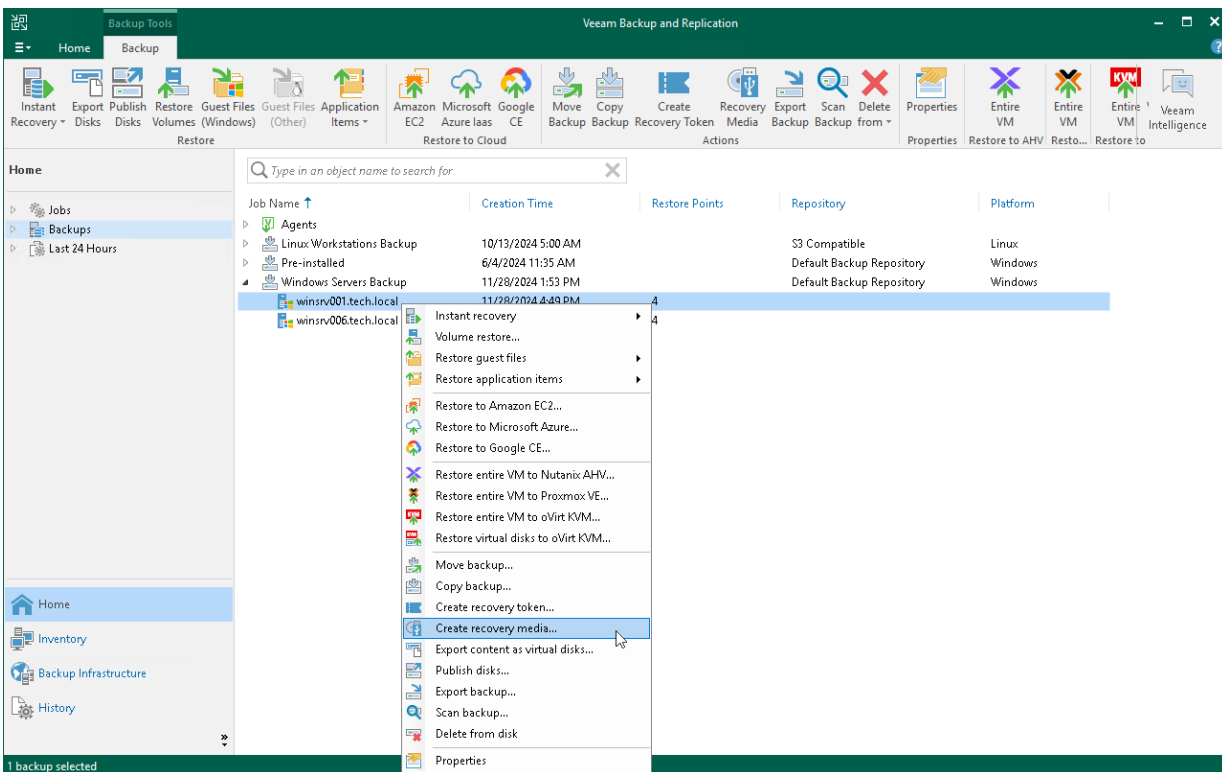 Backup Tools
Veeam Backup and Replication
Home Backup
Instant Recovery
Export Disks
Publish Disks
Restore Volumes
Guest Files (Windows)
Guest Files (Other)
Application Items
Amazon EC2
Microsoft Azure Iaas
Google CE
Move Backup
Copy Backup
Create Recovery Token
Recovery Media
Export Backup
Scan Backup
Delete from
Properties
Entire VM
Entire VM
KVM
Entire VM
Veeam Intelligence
Restore
Restore to Cloud
Actions
Properties
Restore to AHV
Resto...
Restore to
Home
Type in an object name to search for
Jobs
Backups
Last 24 Hours
Job Name Creation Time Restore Points Repository Platform
Agents
Linux Workstations Backup 10/13/2024 5:00 AM S3 Compatible Linux
Pre-installed 6/4/2024 11:35 AM Default Backup Repository Windows
Windows Servers Backup 11/28/2024 1:53 PM Default Backup Repository Windows
winsrv001.tech.local 11/28/2024 4:49 PM 4
winsrv006.tech.local 4
Instant recovery
Volume restore...
Restore guest files
Restore application items
Restore to Amazon EC2...
Restore to Microsoft Azure...
Restore to Google CE...
Restore entire VM to Nutanix AHV...
Restore entire VM to Proxmox VE...
Restore entire VM to oVirt KVM...
Restore virtual disks to oVirt KVM...
Move backup...
Copy backup...
Create recovery token...
Create recovery media...
Export content as virtual disks...
Publish disks...
Export backup...
Scan backup...
Delete from disk
Properties
Home
Inventory
Backup Infrastructure
History
1 backup selected